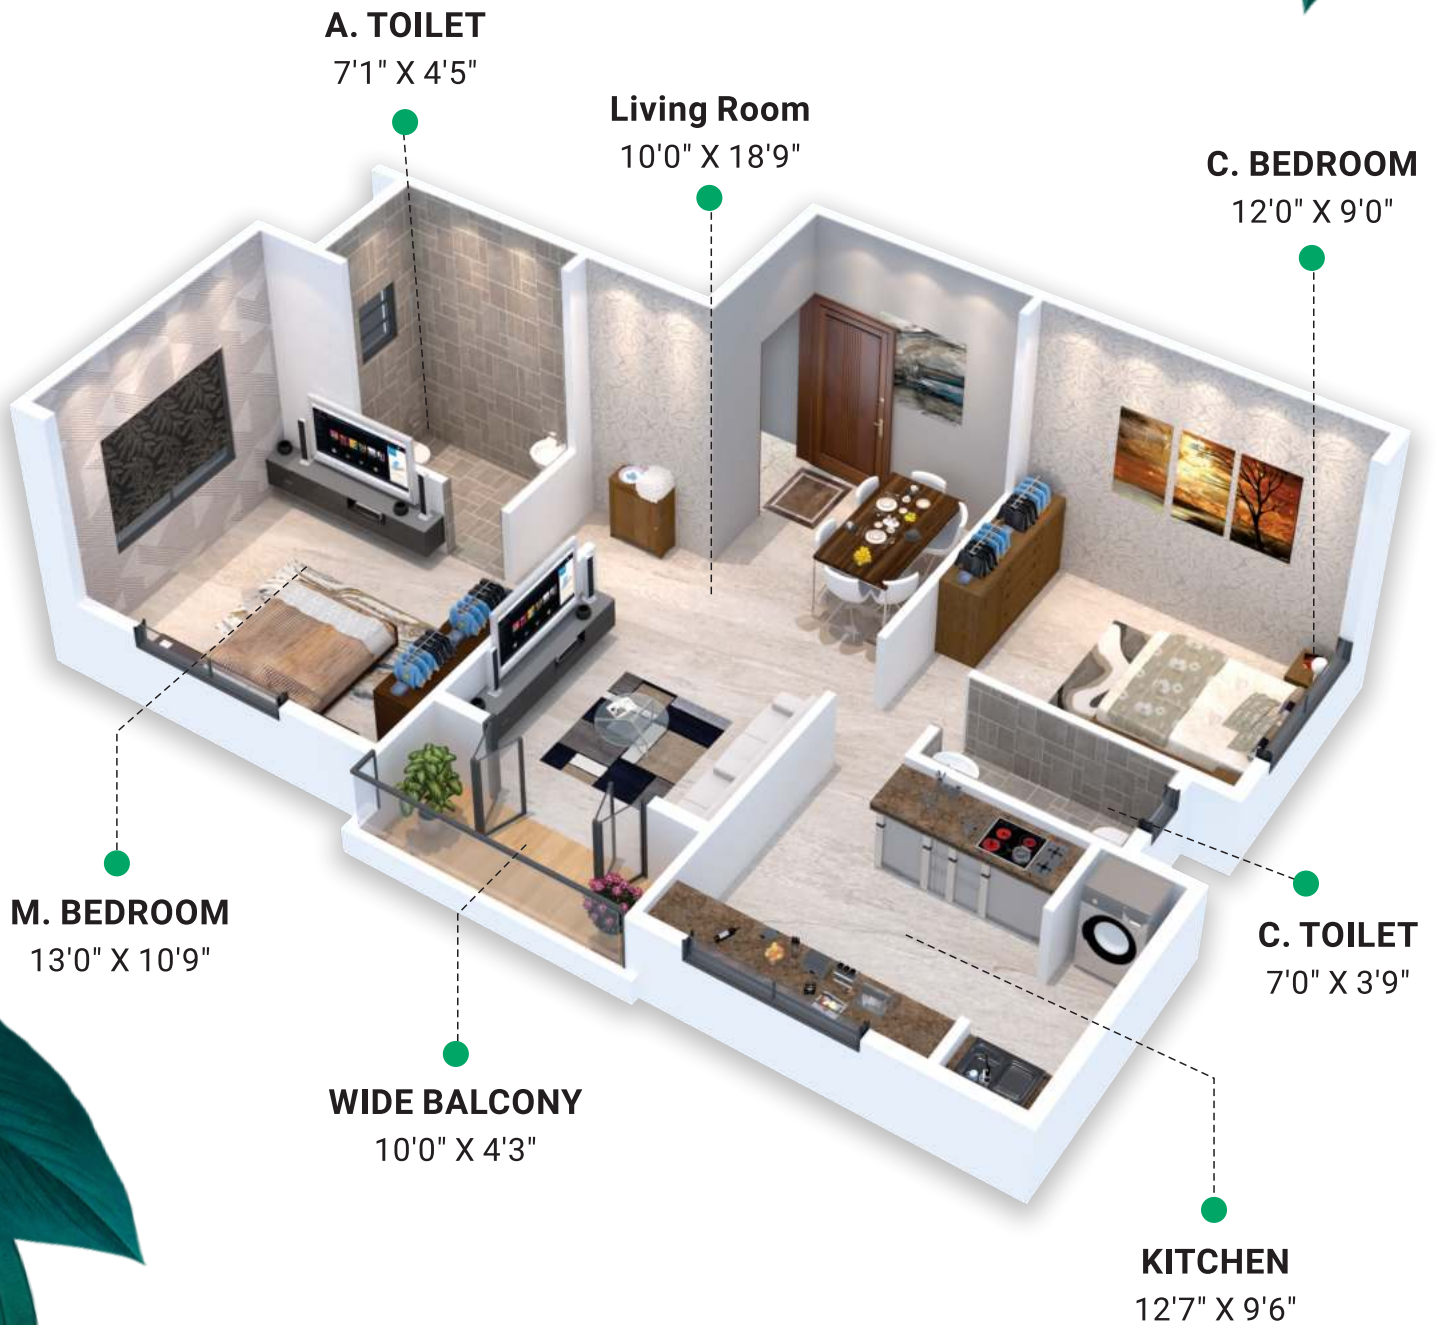 A. TOILET
7'1" X 4'5"
Living Room
10'0" X 18'9"
C. BEDROOM
12'0" X 9'0"
M. BEDROOM
13'0" X 10'9"
C. TOILET
7'0" X 3'9"
WIDE BALCONY
10'0" X 4'3"
KITCHEN
12'7" X 9'6"